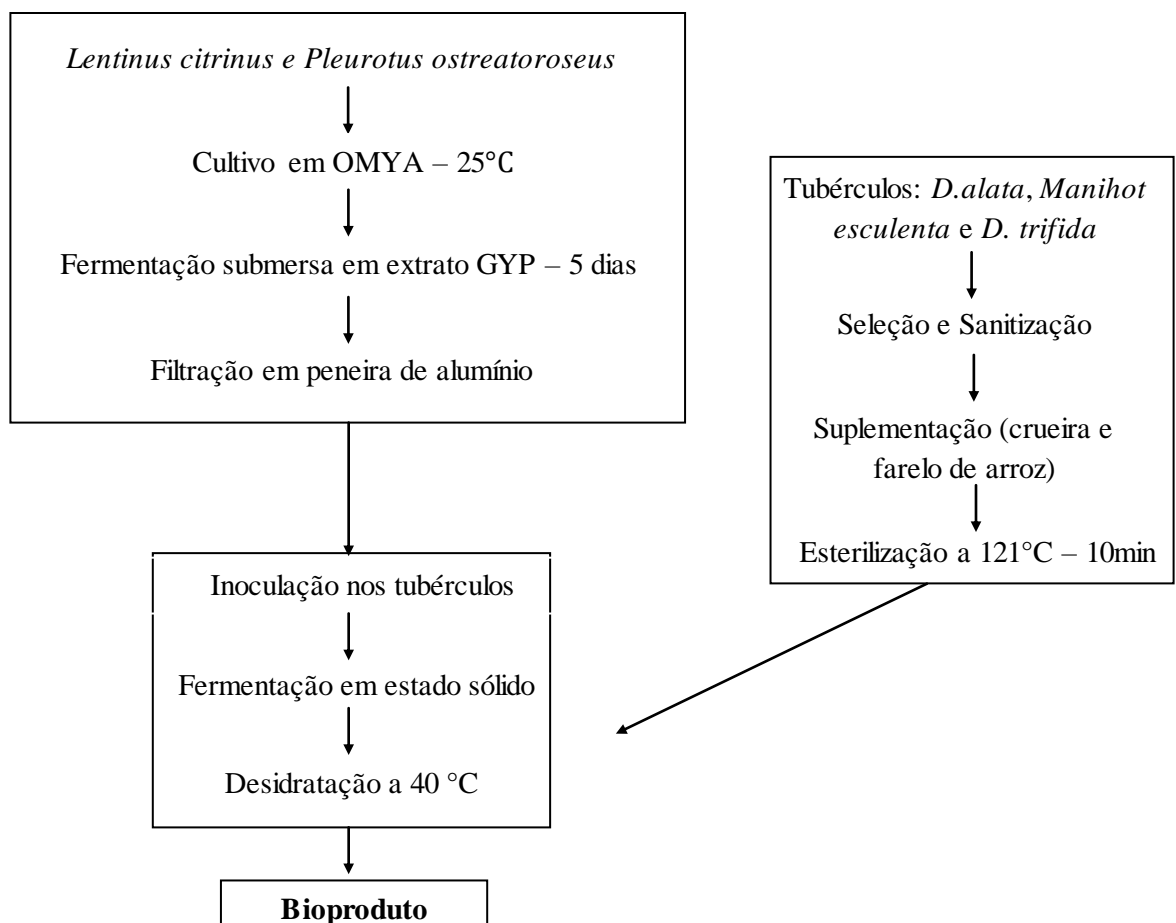 Lentinus citrinus e Pleurotus ostreatoroseus
Cultivo em OMYA – 25°C
Fermentação submersa em extrato GYP – 5 dias
Filtração em peneira de alumínio
Tubérculos: D.alata, Manihot
esculenta e D. trifida
Seleção e Sanitização
Suplementação (crueira e
farelo de arroz)
Esterilização a 121°C – 10min
Inoculação nos tubérculos
Fermentação em estado sólido
Desidratação a 40 °C
Bioproduto